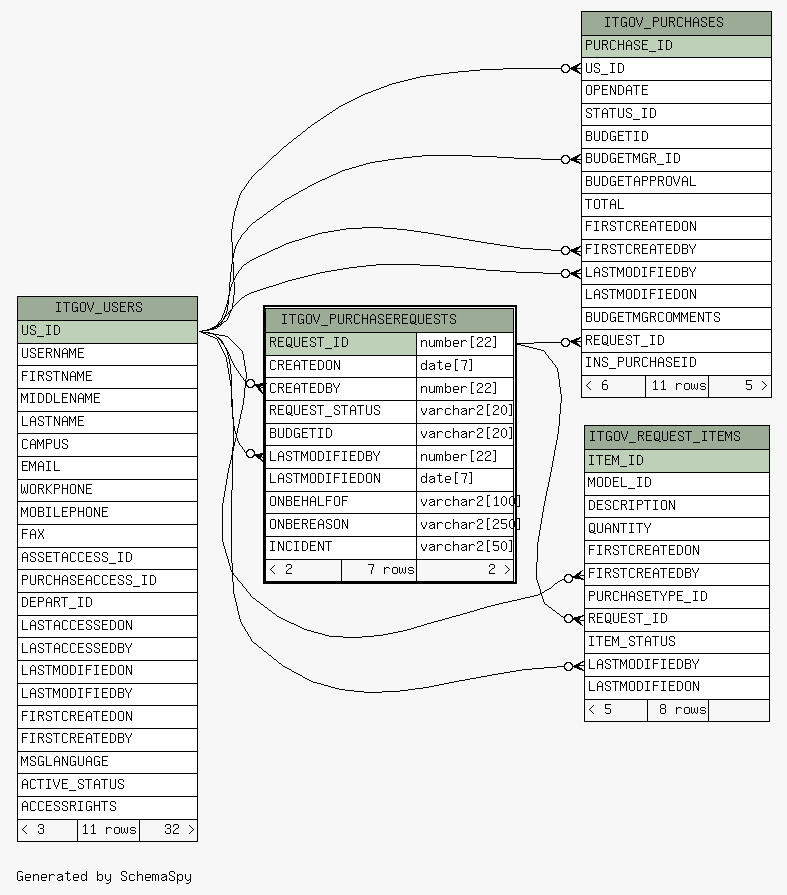 ITGOV_PURCHASES
PURCHASE_ID
US_ID
OPENDATE
STATUS_ID
BUDGETID
BUDGETMGR_ID
BUDGETAPPROVAL
TOTAL
FIRSTCREATEDON
FIRSTCREATEDBY
LASTMODIFIEDBY
LASTMODIFIEDON
BUDGETMGRCOMMENTS
REQUEST_ID
INS_PURCHASEID
< 6 11 rows 5 >
ITGOV_USERS
US_ID
USERNAME
FIRSTNAME
MIDDLENAME
LASTNAME
CAMPUS
EMAIL
WORKPHONE
MOBILEPHONE
FAX
ASSETACCESS_ID
PURCHASEACCESS_ID
DEPART_ID
LASTACCESSEDON
LASTACCESSEDBY
LASTMODIFIEDON
LASTMODIFIEDBY
FIRSTCREATEDON
FIRSTCREATEDBY
MSGLANGUAGE
ACTIVE_STATUS
ACCESSRIGHTS
< 3 11 rows 32 >
ITGOV_PURCHASEREQUESTS
REQUEST_ID number[22]
CREATEDON date[7]
CREATEDBY number[22]
REQUEST_STATUS varchar2[20]
BUDGETID varchar2[20]
LASTMODIFIEDBY number[22]
LASTMODIFIEDON date[7]
ONBEHALFOF varchar2[100]
ONBEREASON varchar2[250]
INCIDENT varchar2[50]
< 2 7 rows 2 >
ITGOV_REQUEST_ITEMS
ITEM_ID
MODEL_ID
DESCRIPTION
QUANTITY
FIRSTCREATEDON
FIRSTCREATEDBY
PURCHASETYPE_ID
REQUEST_ID
ITEM_STATUS
LASTMODIFIEDBY
LASTMODIFIEDON
< 5 8 rows
Generated by SchemaSpy